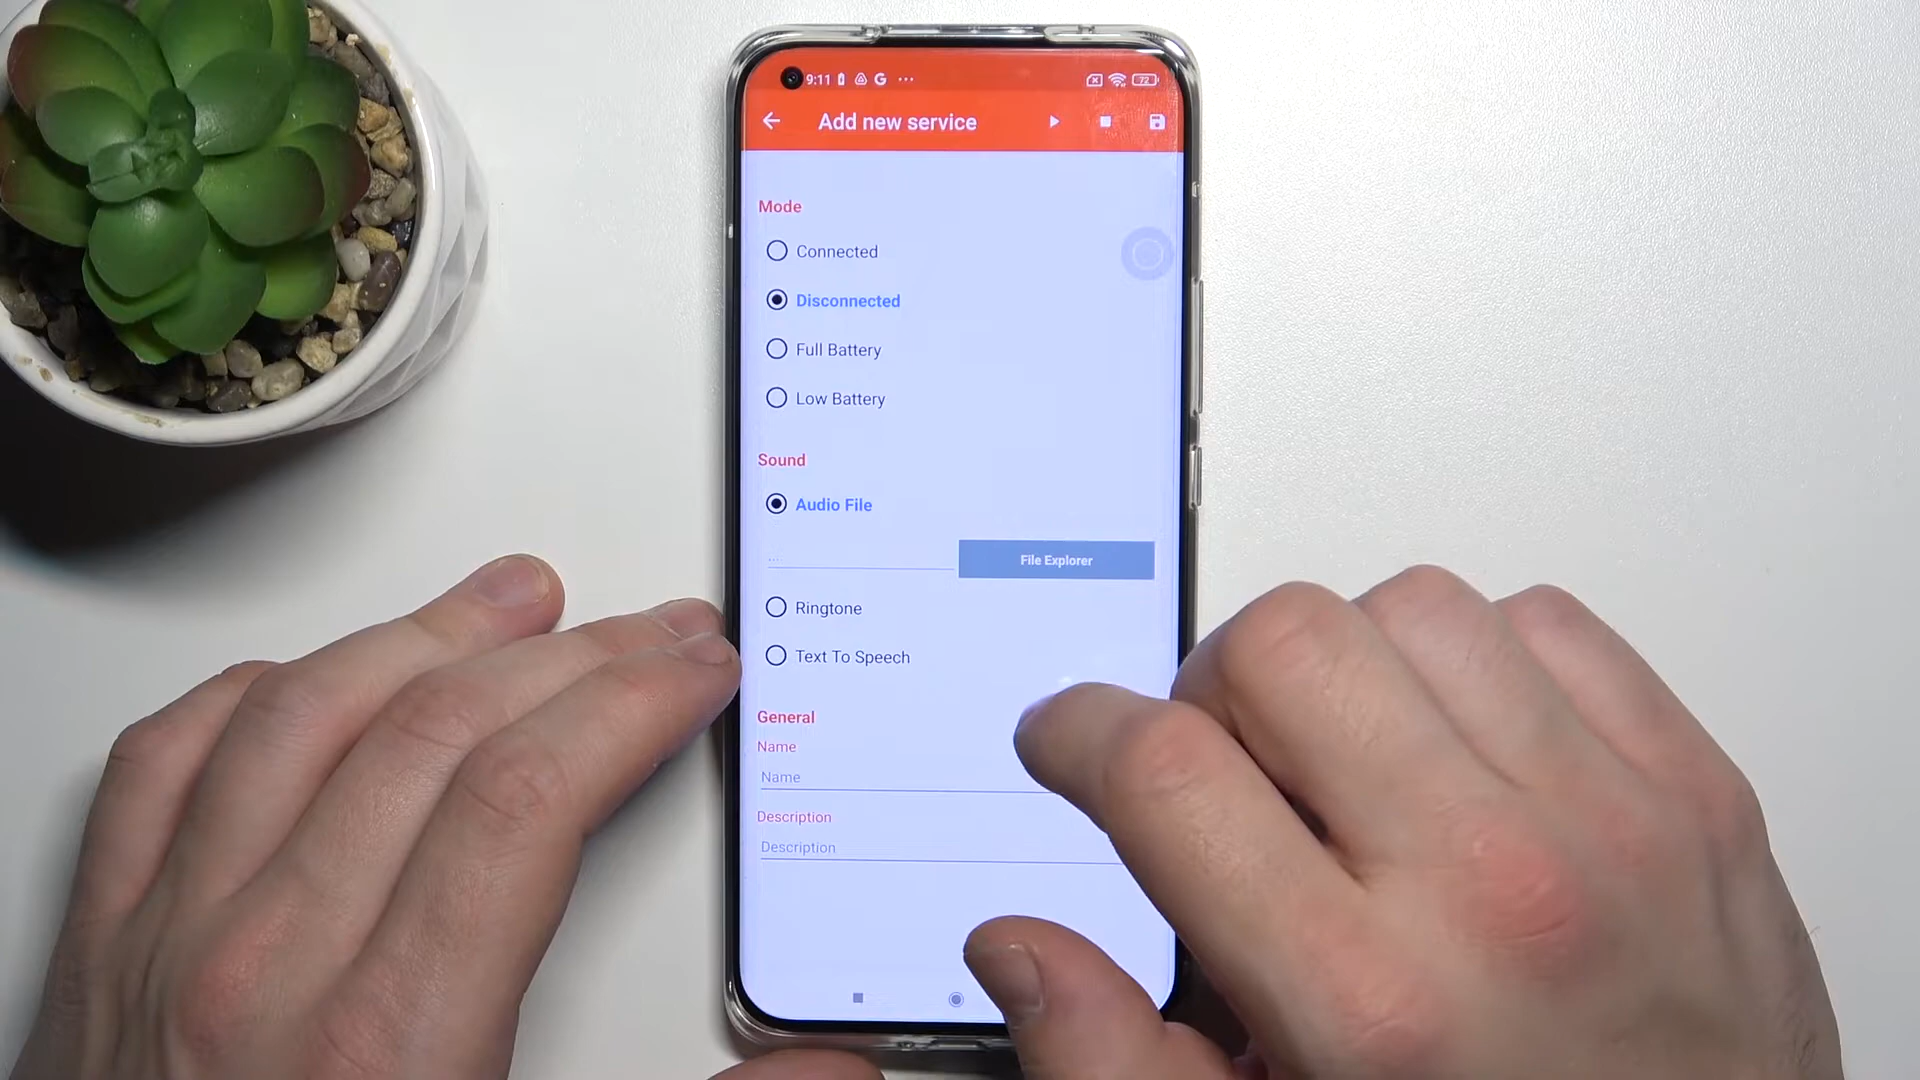 9:11 G ... 72
Add new service
Mode
Connected
Disconnected
Full Battery
Low Battery
Sound
Audio File
....
File Explorer
Ringtone
Text To Speech
General
Name
Name
Description
Description